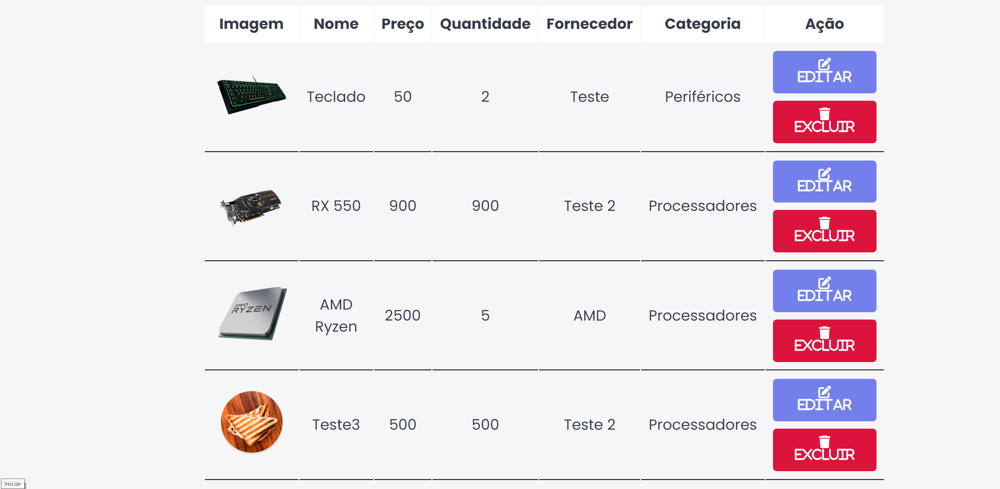 Imagem Nome Preço Quantidade Fornecedor Categoria Ação
EDITAR
Teclado 50 2 Teste Periféricos
EXCLUIR
EDITAR
RX 550 900 900 Teste 2 Processadores
EXCLUIR
EDITAR
AMD
RYZEN
AMD
Ryzen
2500 5 AMD Processadores
EXCLUIR
EDITAR
Teste3 500 500 Teste 2 Processadores
EXCLUIR
Iniciar